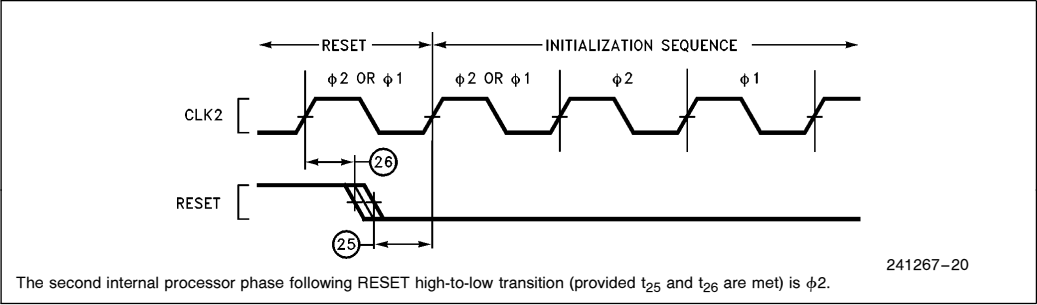 RESET INITIALIZATION SEQUENCE
ϕ2 OR ϕ1 ϕ2 OR ϕ1 ϕ2 ϕ1
CLK2
26
RESET
25
241267–20
The second internal processor phase following RESET high-to-low transition (provided t25 and t26 are met) is ϕ2.